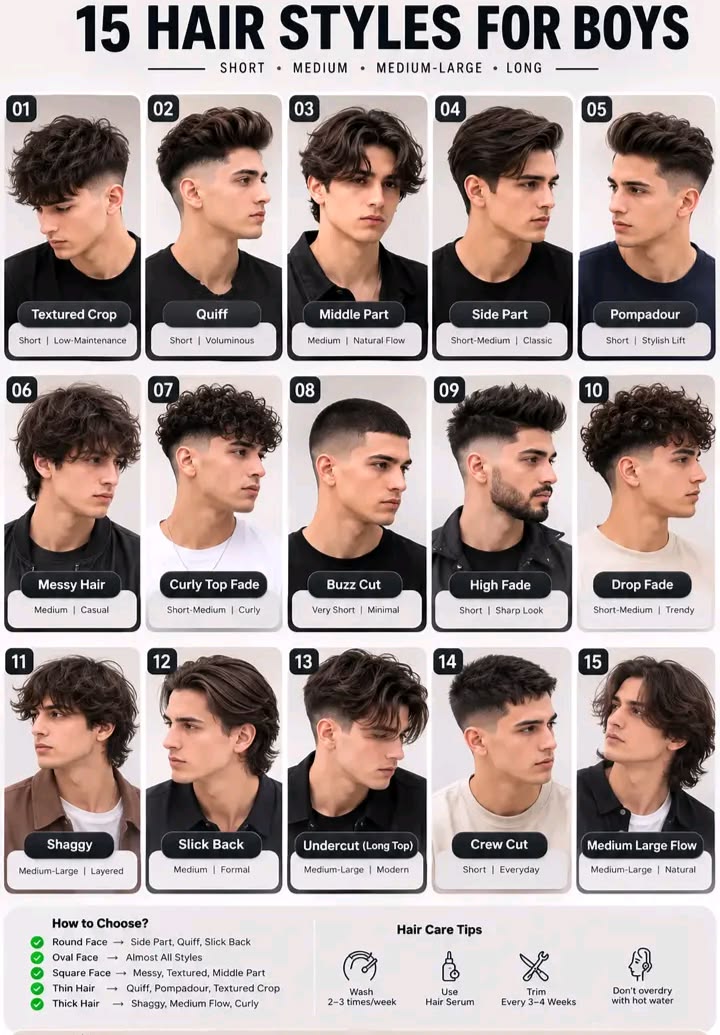 15 HAIR STYLES FOR BOYS
SHORT • MEDIUM • MEDIUM-LARGE • LONG
01
02
03
04
05
Textured Crop
Quiff
Middle Part
Side Part
Pompadour
Short | Low-Maintenance
Short | Voluminous
Medium | Natural Flow
Short-Medium | Classic
Short | Stylish Lift
06
07
08
09
10
Messy Hair
Curly Top Fade
Buzz Cut
High Fade
Drop Fade
Medium | Casual
Short-Medium | Curly
Very Short | Minimal
Short | Sharp Look
Short-Medium | Trendy
11
12
13
14
15
Shaggy
Slick Back
Undercut (Long Top)
Crew Cut
Medium Large Flow
Medium-Large | Layered
Medium | Formal
Medium-Large | Modern
Short | Everyday
Medium-Large | Natural
How to Choose?
Round Face → Side Part, Quiff, Slick Back
Oval Face → Almost All Styles
Square Face → Messy, Textured, Middle Part
Thin Hair → Quiff, Pompadour, Textured Crop
Thick Hair → Shaggy, Medium Flow, Curly
Hair Care Tips
Wash
2–3 times/week
Use
Hair Serum
Trim
Every 3–4 Weeks
Don't overdry
with hot water